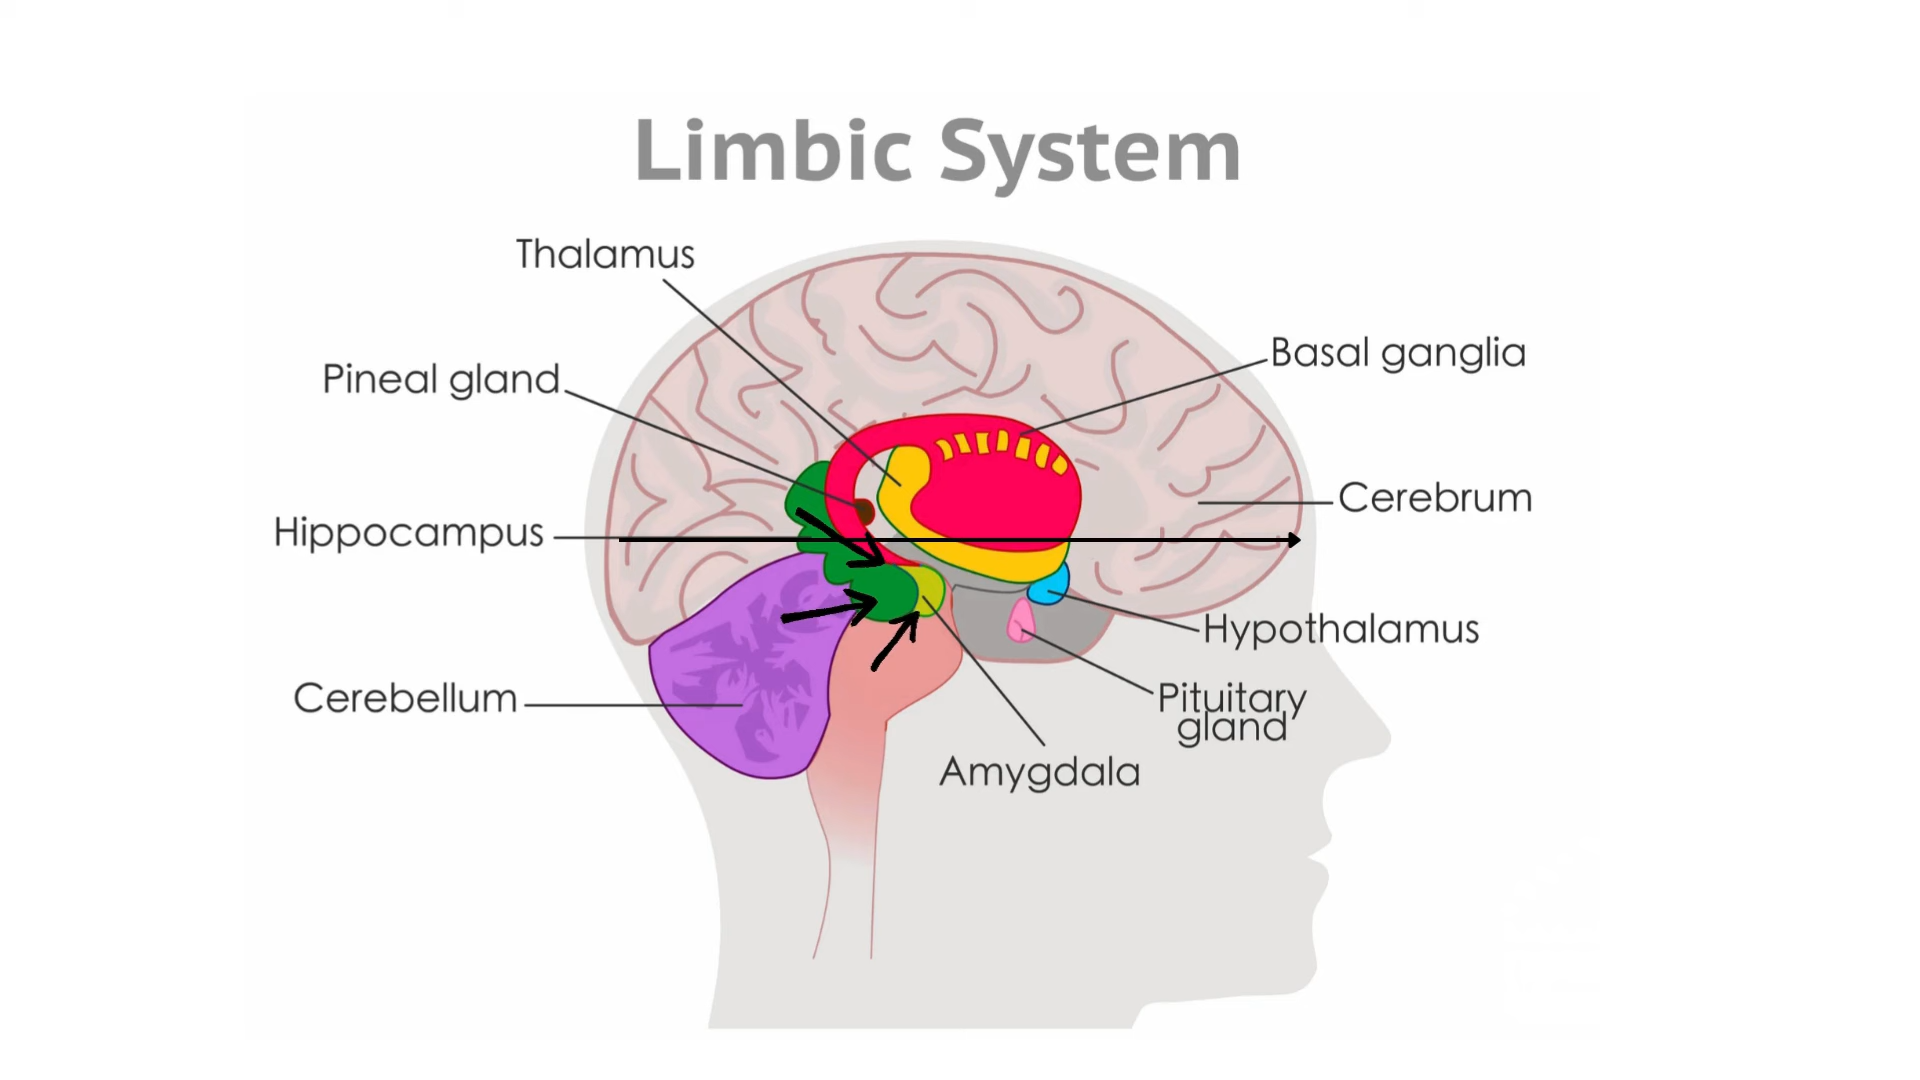 Limbic System
Thalamus
Basal ganglia
Pineal gland
Cerebrum
Hippocampus
Hypothalamus
Cerebellum
Pituitary
gland
Amygdala